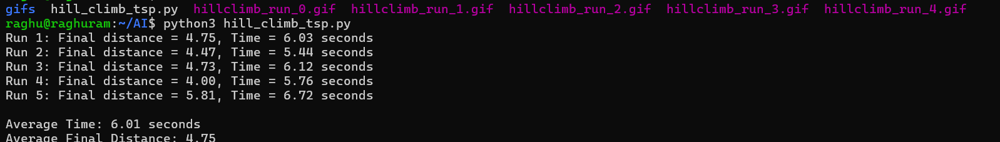 gifs  hill_climb_tsp.py  hillclimb_run_0.gif  hillclimb_run_1.gif  hillclimb_run_2.gif  hillclimb_run_3.gif  hillclimb_run_4.gif
raghu@raghuram:~/AI$ python3 hill_climb_tsp.py
Run 1: Final distance = 4.75, Time = 6.03 seconds
Run 2: Final distance = 4.47, Time = 5.44 seconds
Run 3: Final distance = 4.73, Time = 6.12 seconds
Run 4: Final distance = 4.00, Time = 5.76 seconds
Run 5: Final distance = 5.81, Time = 6.72 seconds
Average Time: 6.01 seconds
Average Final Distance: 4.75